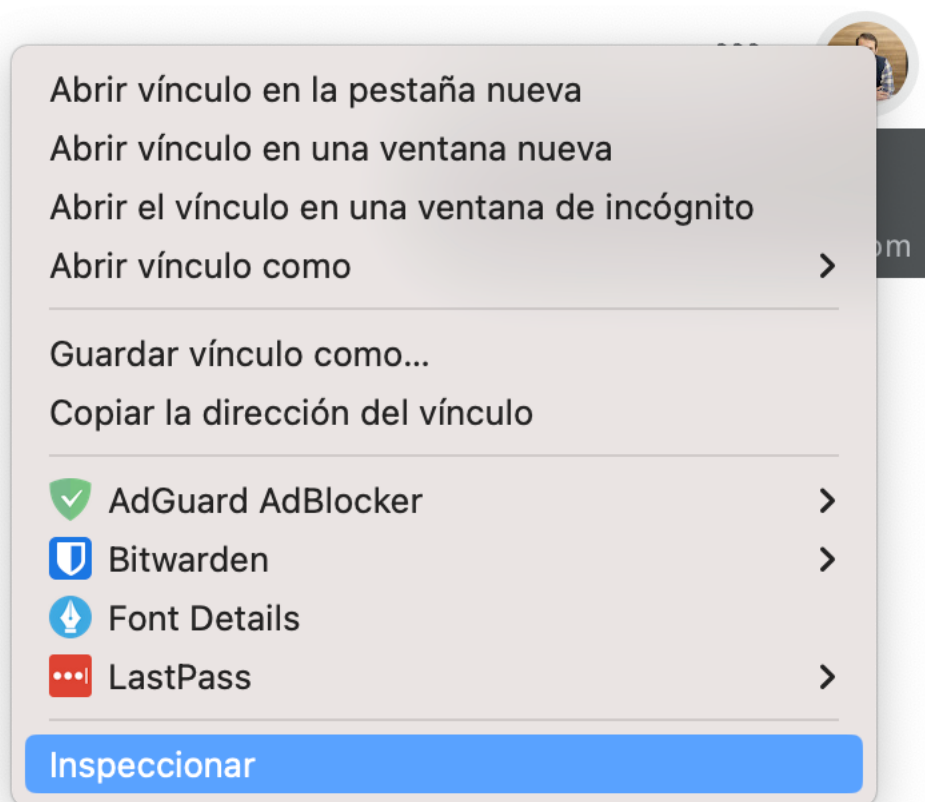 Abrir vínculo en la pestaña nueva
Abrir vínculo en una ventana nueva
Abrir el vínculo en una ventana de incógnito
Abrir vínculo como
Guardar vínculo como...
Copiar la dirección del vínculo
AdGuard AdBlocker
Bitwarden
Font Details
LastPass
Inspeccionar